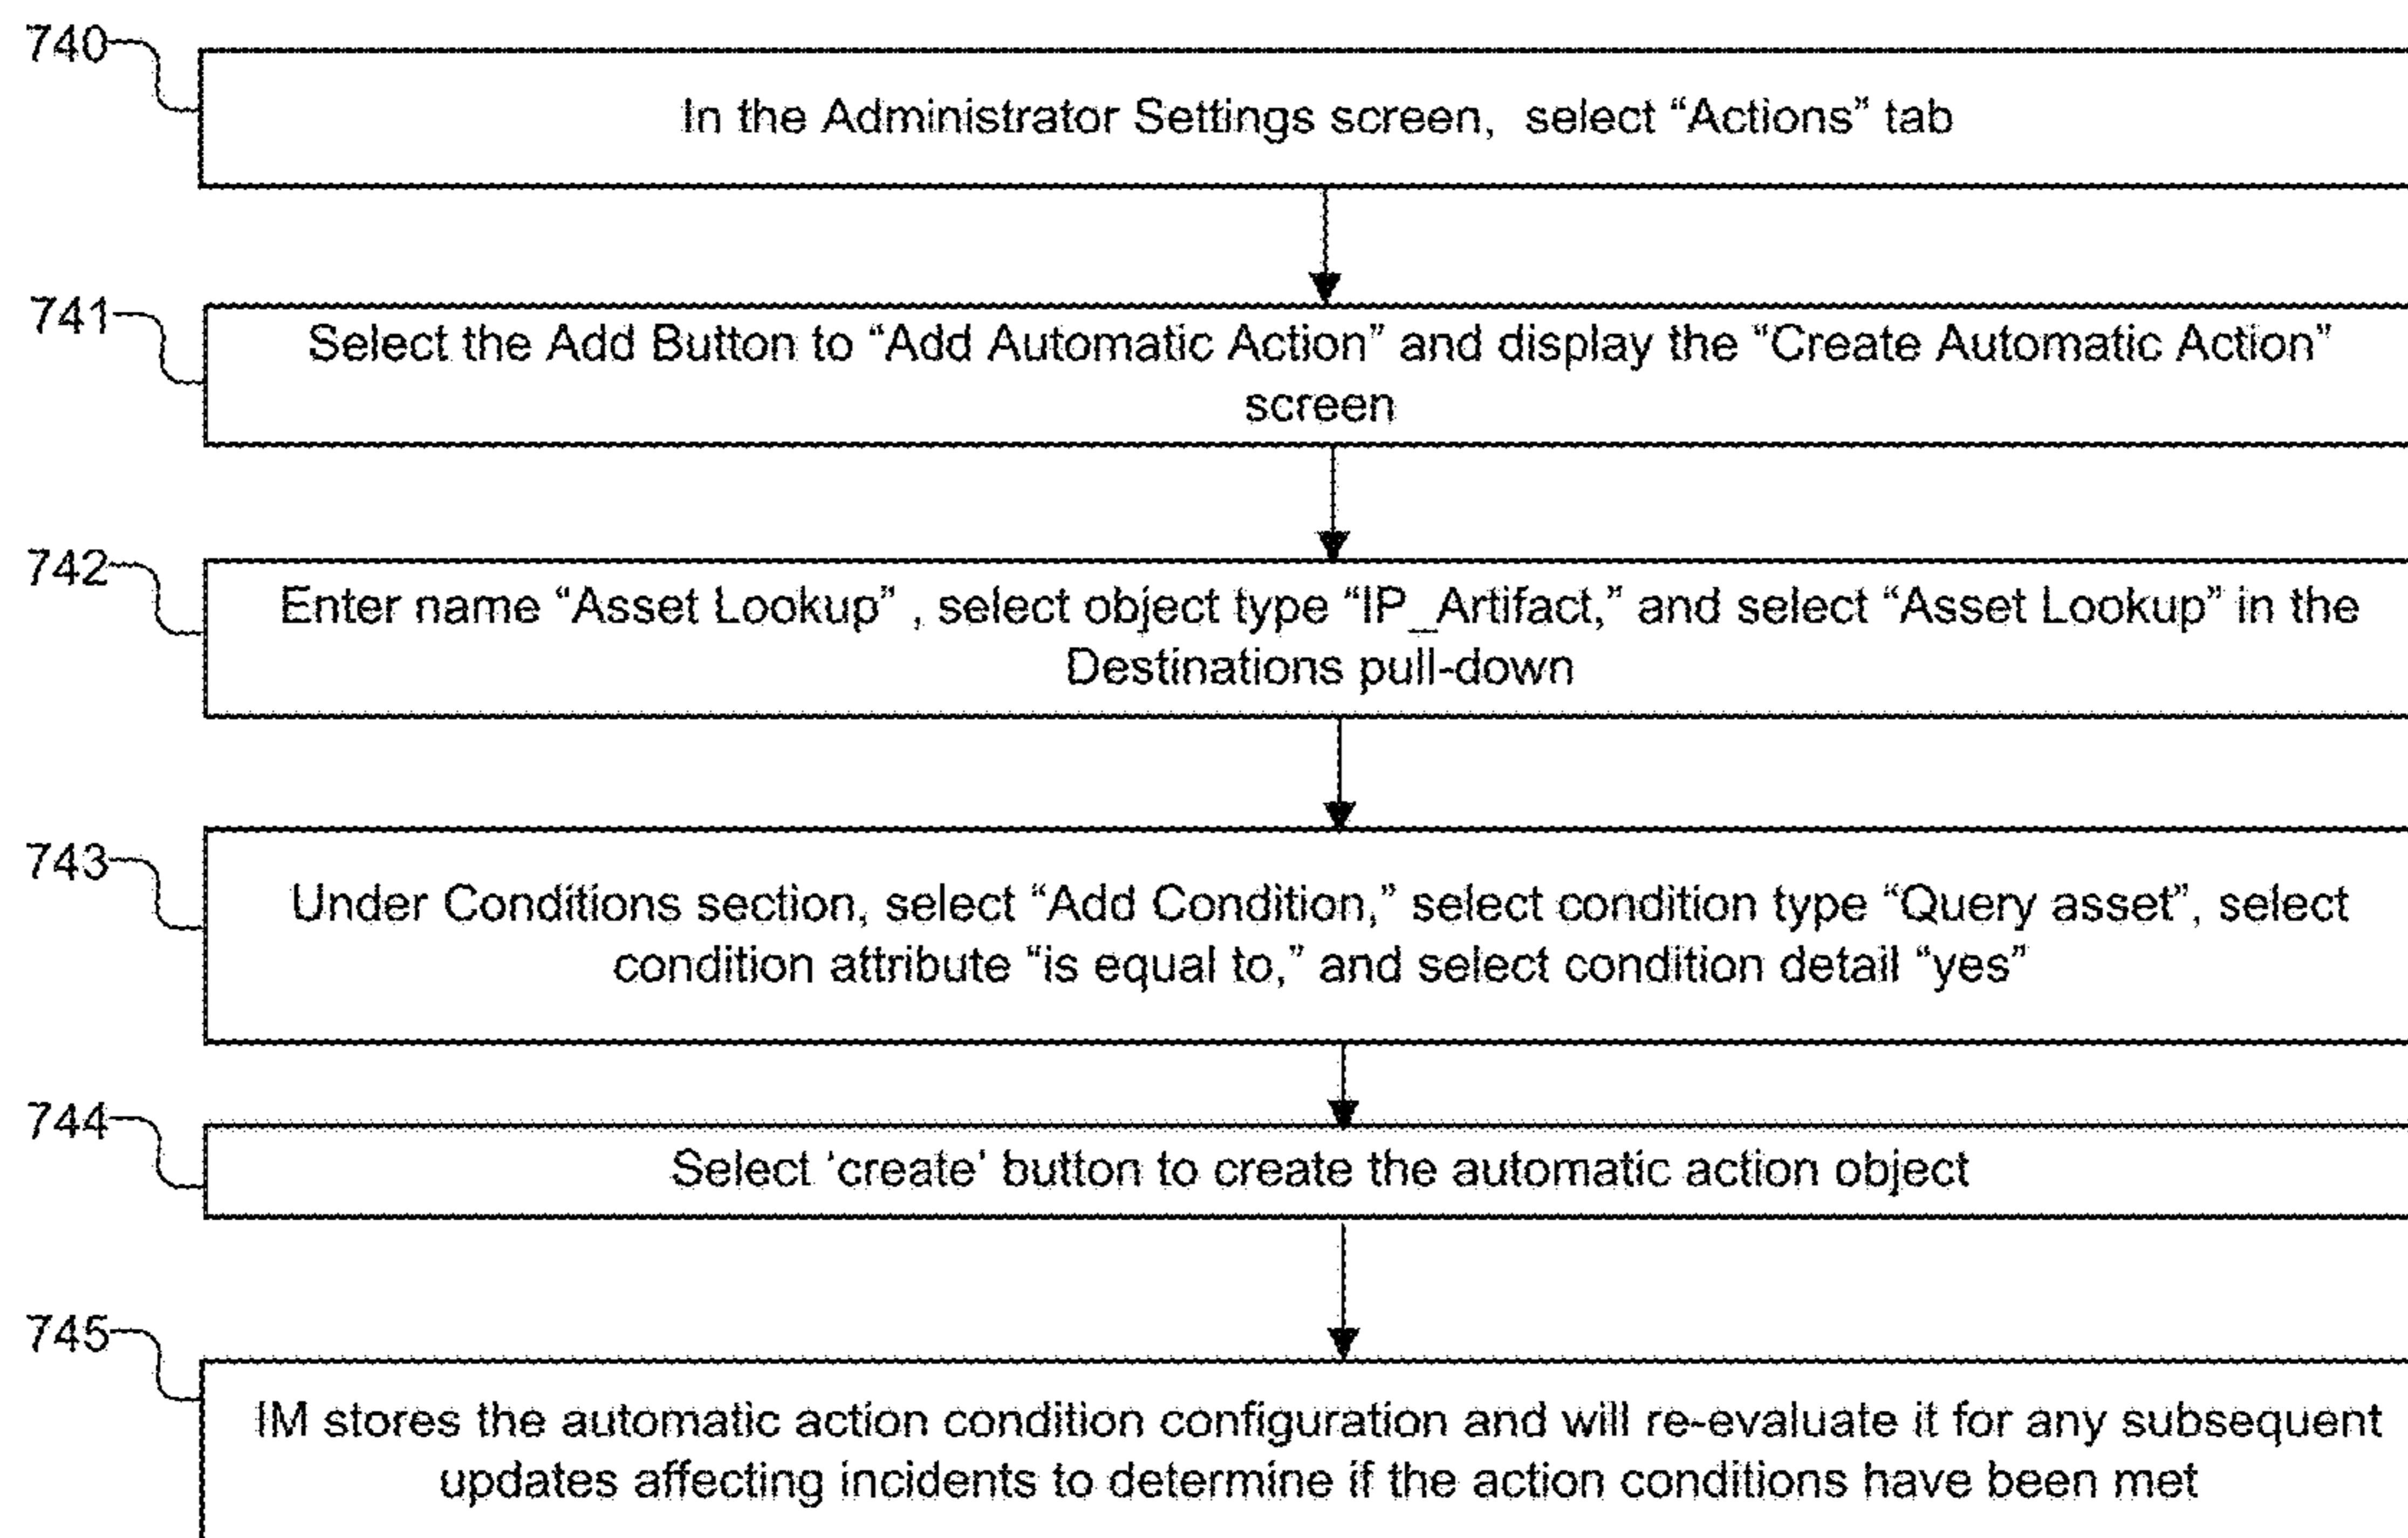 740
In the Administrator Settings screen, select “Actions” tab
741
Select the Add Button to “Add Automatic Action” and display the “Create Automatic Action”
screen
742
Enter name “Asset Lookup” , select object type “IP_Artifact,” and select “Asset Lookup” in the
Destinations pull-down
743
Under Conditions section, select “Add Condition,” select condition type “Query asset”, select
condition attribute “is equal to,” and select condition detail “yes”
744
Select ‘create’ button to create the automatic action object
745
IM stores the automatic action condition configuration and will re-evaluate it for any subsequent
updates affecting incidents to determine if the action conditions have been met